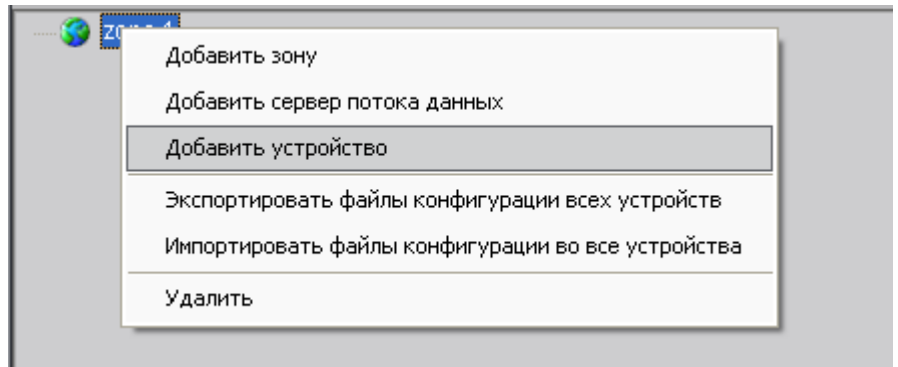 Добавить зону
Добавить сервер потока данных
Добавить устройство
Экспортировать файлы конфигурации всех устройств
Импортировать файлы конфигурации во все устройства
Удалить